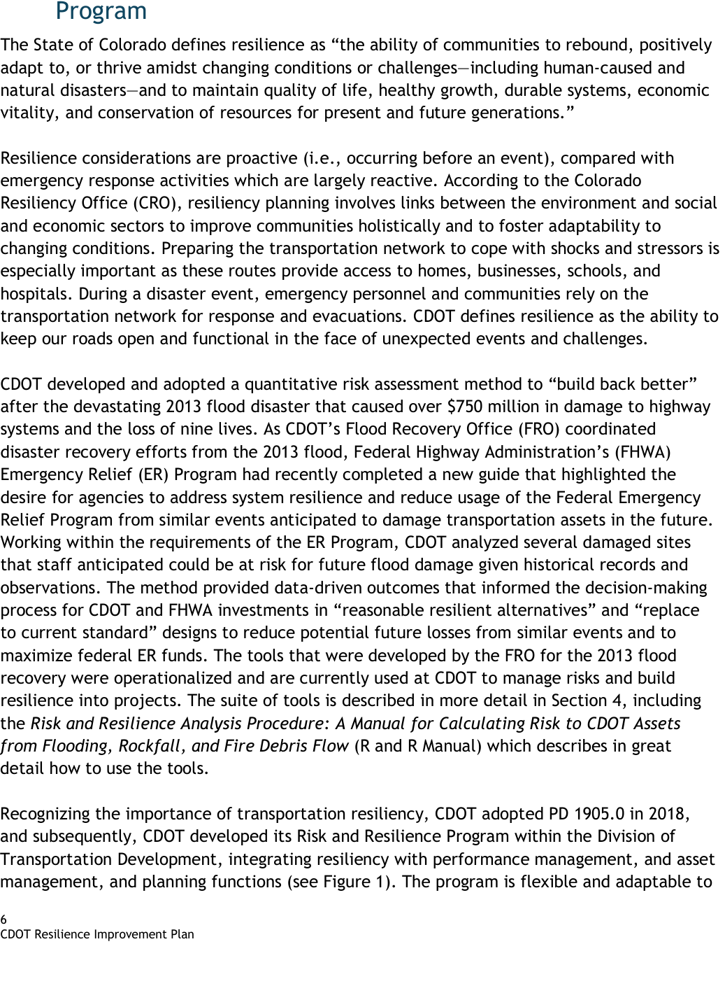 Program
The State of Colorado defines resilience as “the ability of communities to rebound, positively
adapt to, or thrive amidst changing conditions or challenges—including human-caused and
natural disasters—and to maintain quality of life, healthy growth, durable systems, economic
vitality, and conservation of resources for present and future generations.”
Resilience considerations are proactive (i.e., occurring before an event), compared with
emergency response activities which are largely reactive. According to the Colorado
Resiliency Office (CRO), resiliency planning involves links between the environment and social
and economic sectors to improve communities holistically and to foster adaptability to
changing conditions. Preparing the transportation network to cope with shocks and stressors is
especially important as these routes provide access to homes, businesses, schools, and
hospitals. During a disaster event, emergency personnel and communities rely on the
transportation network for response and evacuations. CDOT defines resilience as the ability to
keep our roads open and functional in the face of unexpected events and challenges.
CDOT developed and adopted a quantitative risk assessment method to “build back better”
after the devastating 2013 flood disaster that caused over $750 million in damage to highway
systems and the loss of nine lives. As CDOT’s Flood Recovery Office (FRO) coordinated
disaster recovery efforts from the 2013 flood, Federal Highway Administration’s (FHWA)
Emergency Relief (ER) Program had recently completed a new guide that highlighted the
desire for agencies to address system resilience and reduce usage of the Federal Emergency
Relief Program from similar events anticipated to damage transportation assets in the future.
Working within the requirements of the ER Program, CDOT analyzed several damaged sites
that staff anticipated could be at risk for future flood damage given historical records and
observations. The method provided data-driven outcomes that informed the decision-making
process for CDOT and FHWA investments in “reasonable resilient alternatives” and “replace
to current standard” designs to reduce potential future losses from similar events and to
maximize federal ER funds. The tools that were developed by the FRO for the 2013 flood
recovery were operationalized and are currently used at CDOT to manage risks and build
resilience into projects. The suite of tools is described in more detail in Section 4, including
the Risk and Resilience Analysis Procedure: A Manual for Calculating Risk to CDOT Assets
from Flooding, Rockfall, and Fire Debris Flow (R and R Manual) which describes in great
detail how to use the tools.
Recognizing the importance of transportation resiliency, CDOT adopted PD 1905.0 in 2018,
and subsequently, CDOT developed its Risk and Resilience Program within the Division of
Transportation Development, integrating resiliency with performance management, and asset
management, and planning functions (see Figure 1). The program is flexible and adaptable to
6
CDOT Resilience Improvement Plan